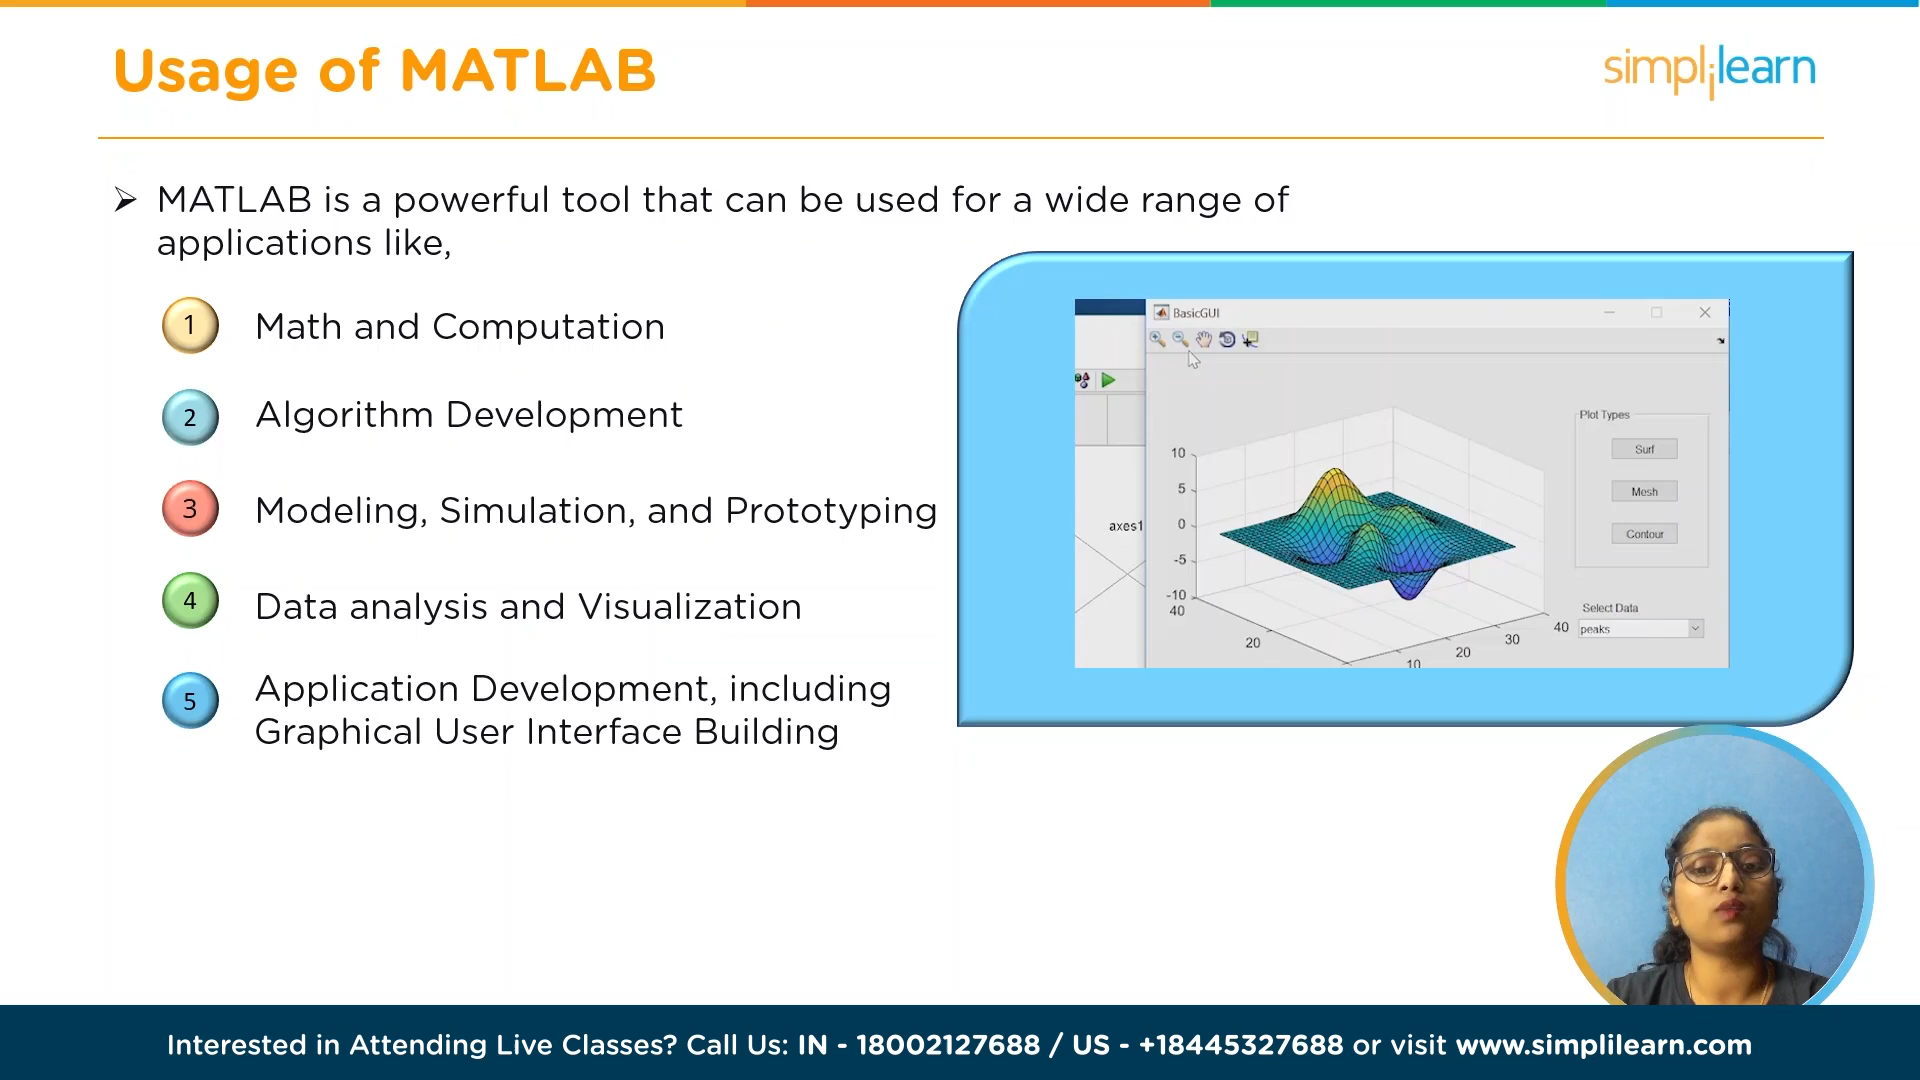 Usage of MATLAB
simplilearn
MATLAB is a powerful tool that can be used for a wide range of
applications like,
1 Math and Computation
2 Algorithm Development
3 Modeling, Simulation, and Prototyping
4 Data analysis and Visualization
5 Application Development, including
Graphical User Interface Building
BasicGUI
axes1
10
5
0
-5
-10
40
20
10
20
30
40
Plot Types
Surf
Mesh
Contour
Select Data
peaks
Interested in Attending Live Classes? Call Us: IN - 18002127688 / US - +18445327688 or visit www.simplilearn.com